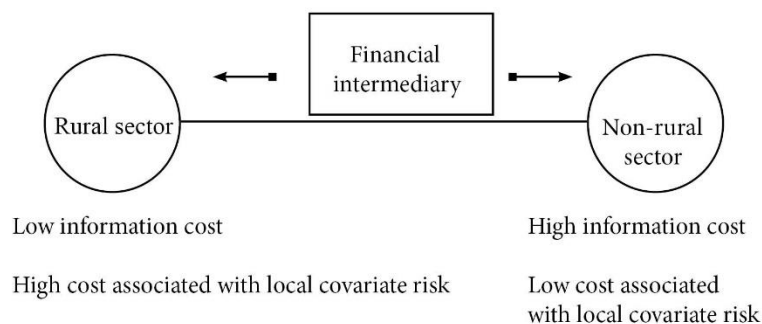 Financial
intermediary
Rural sector
Non-rural
sector
Low information cost
High information cost
High cost associated with local covariate risk
Low cost associated
with local covariate risk